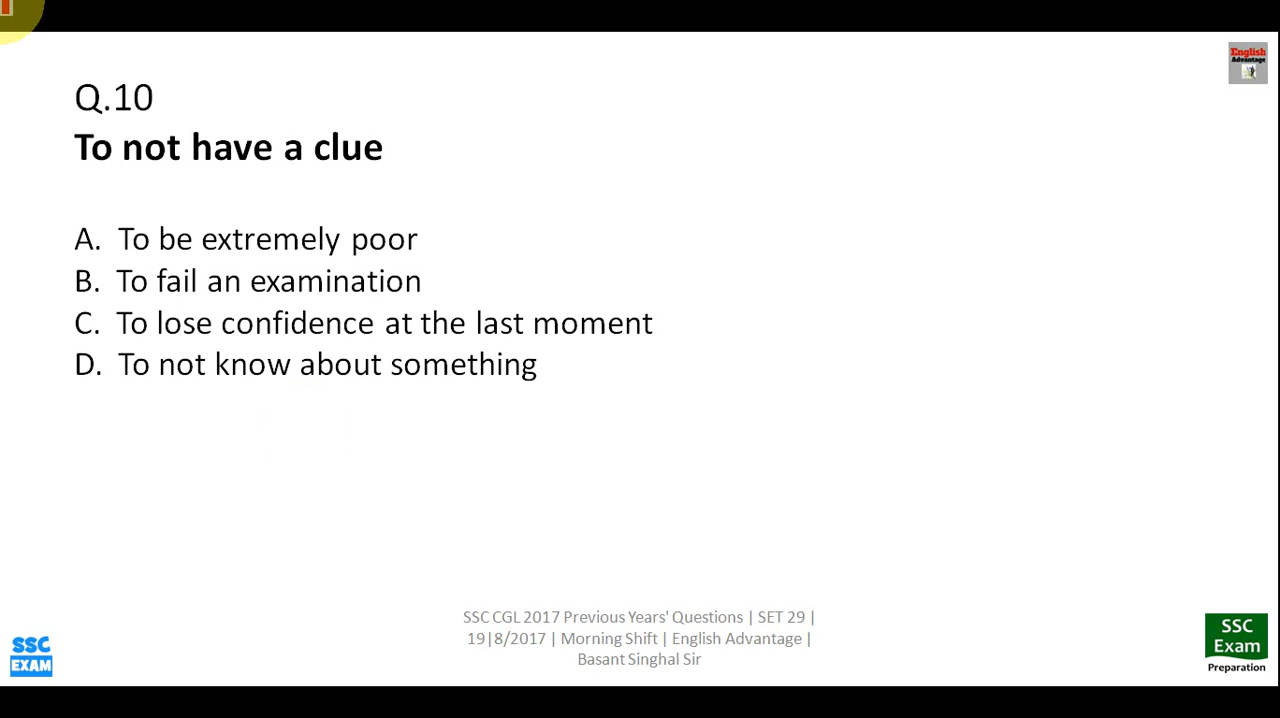 English
Advantage
Q.10
To not have a clue
A. To be extremely poor
B. To fail an examination
C. To lose confidence at the last moment
D. To not know about something
SSC CGL 2017 Previous Years' Questions | SET 29 |
19|8/2017 | Morning Shift | English Advantage |
Basant Singhal Sir
SSC
EXAM
SSC
Exam
Preparation